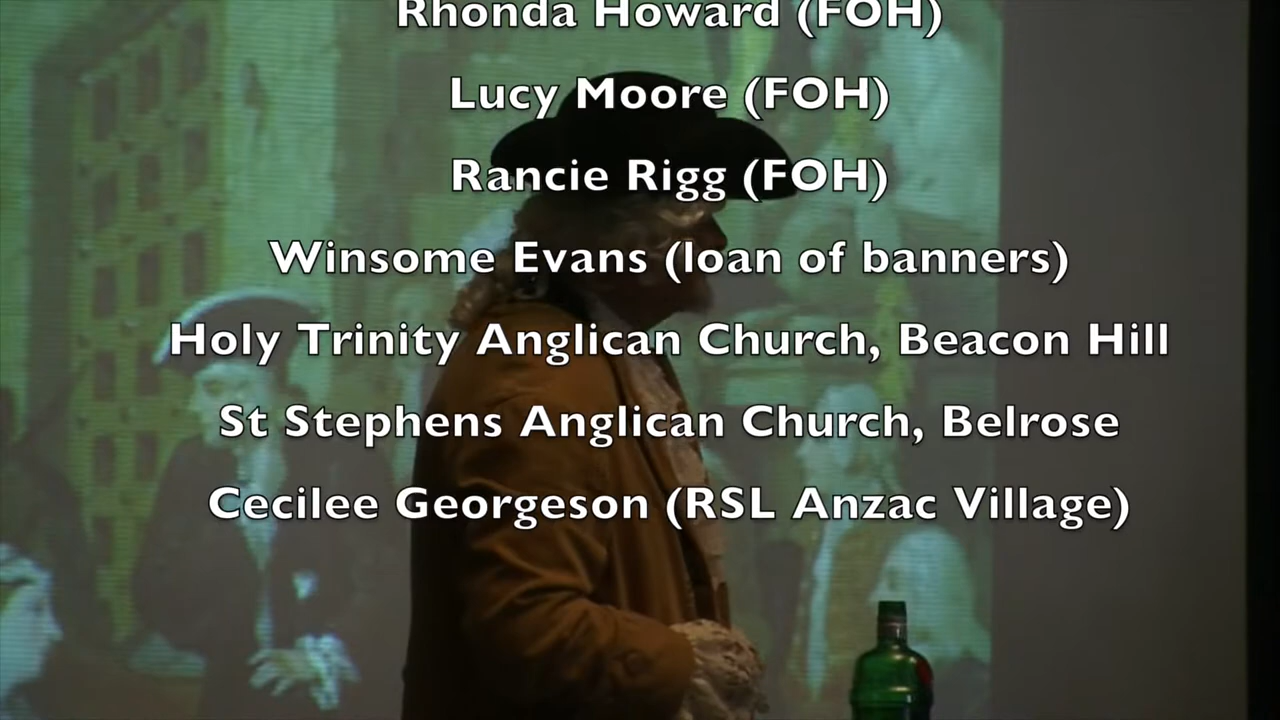 Rhonda Howard (FOH)
Lucy Moore (FOH)
Rancie Rigg (FOH)
Winsome Evans (loan of banners)
Holy Trinity Anglican Church, Beacon Hill
St Stephens Anglican Church, Belrose
Cecilee Georgeson (RSL Anzac Village)